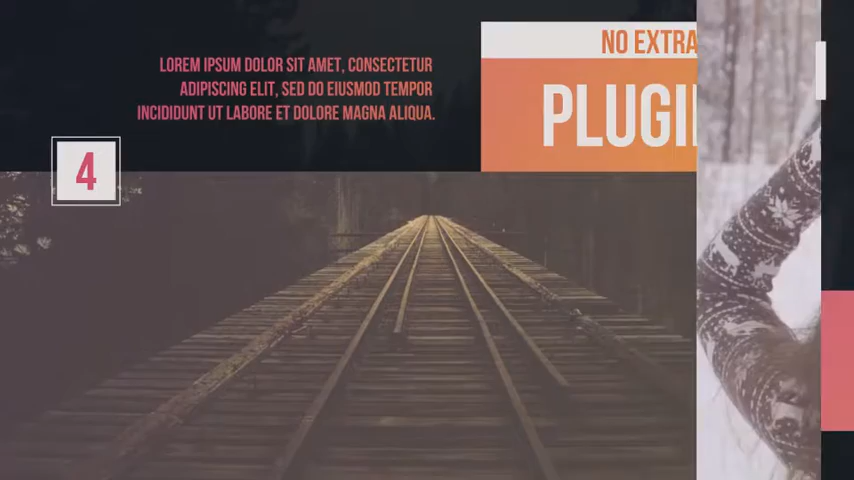 NO EXTRA
LOREM IPSUM DOLOR SIT AMET, CONSECTETUR
ADIPISCING ELIT, SED DO EIUSMOD TEMPOR
INCIDIDUNT UT LABORE ET DOLORE MAGNA ALIQUA.
PLUGI
4